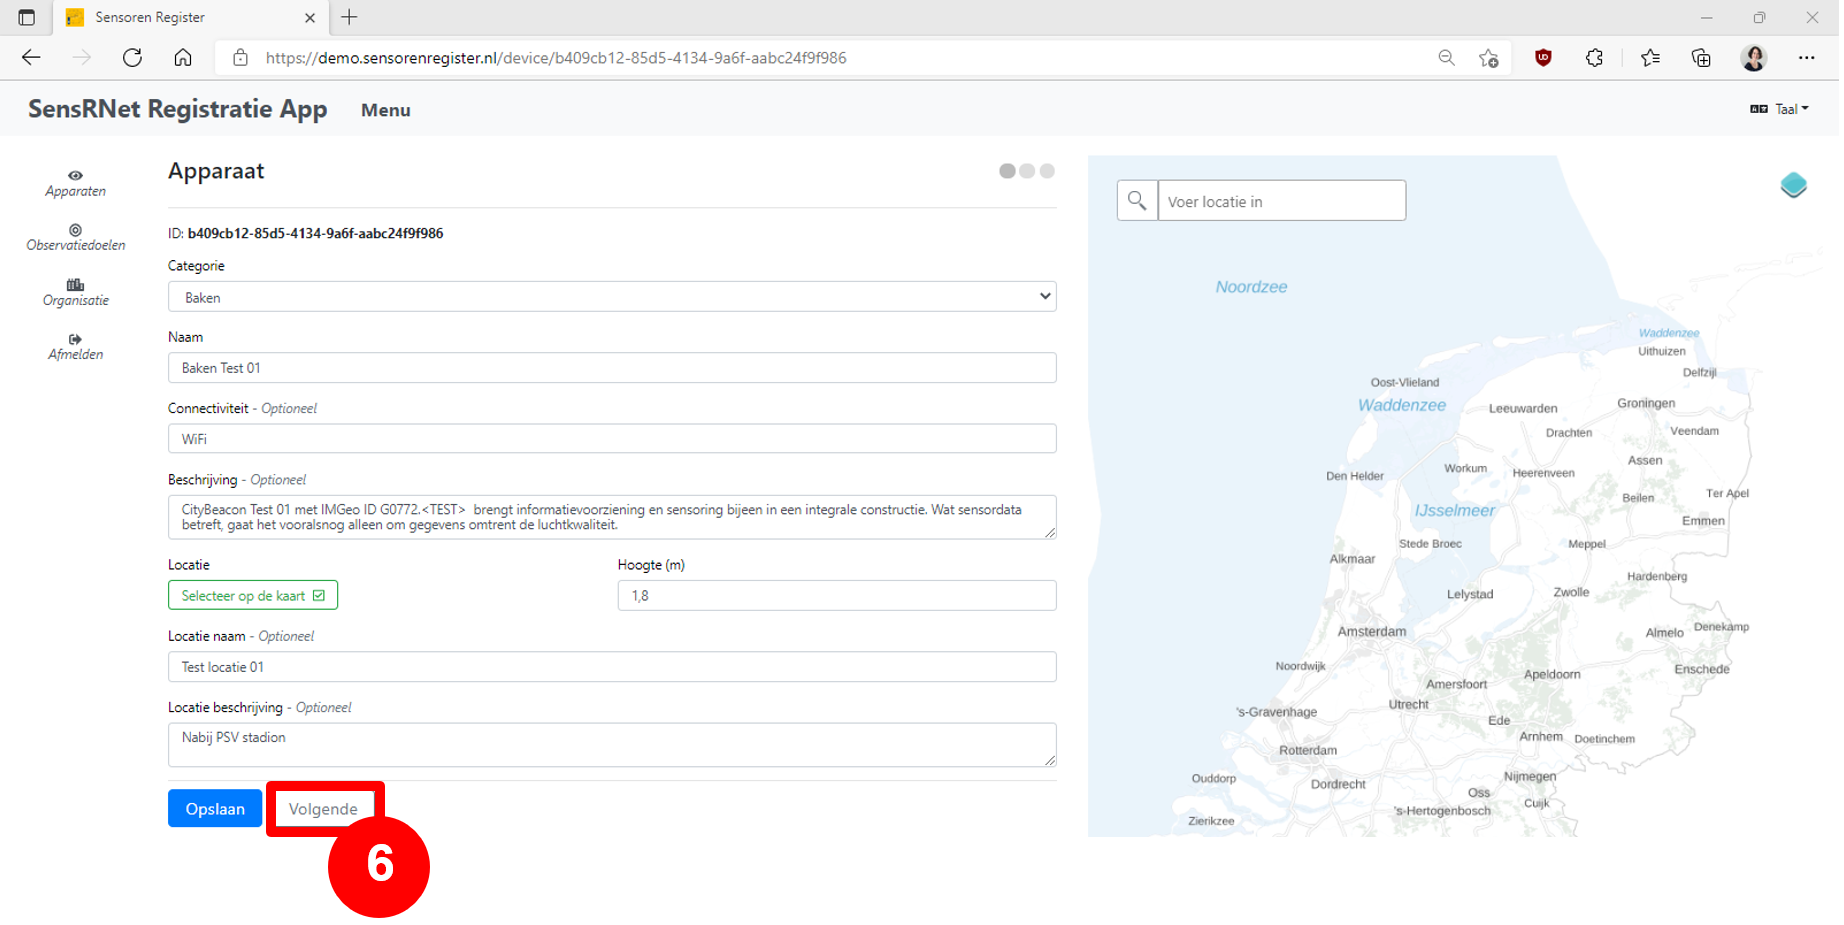 Sensoren Register
https://demo.sensorenregister.nl/device/b409cb12-85d5-4134-9a6f-aabc24f9f986
SensRNet Registratie App
Menu
Taal
Apparaten
Observatiedoelen
Organisatie
Afmelden
Apparaat
ID: b409cb12-85d5-4134-9a6f-aabc24f9f986
Categorie
Baken
Naam
Baken Test 01
Connectiviteit - Optioneel
WiFi
Beschrijving - Optioneel
CityBeacon Test 01 met IMGeo ID G0772.<TEST> brengt informatievoorziening en sensoring bijeen in een integrale constructie. Wat sensordata
betreft, gaat het vooralsnog alleen om gegevens omtrent de luchtkwaliteit.
Locatie
Hoogte (m)
Selecteer op de kaart
1,8
Locatie naam - Optioneel
Test locatie 01
Locatie beschrijving - Optioneel
Nabij PSV stadion
Opslaan
Volgende
6
Voer locatie in
Noordzee
Waddenzee
Uithuizen
Delfzijl
Oost-Vlieland
Waddenzee
Leeuwarden
Groningen
Drachten
Veendam
Assen
Den Helder
Workum
Heerenveen
Beilen
Ter Apel
IJsselmeer
Emmen
Stede Broec
Meppel
Alkmaar
Hardenberg
Lelystad
Zwolle
Amsterdam
Almelo
Denekamp
Noordwijk
Enschede
Apeldoorn
Amersfoort
Utrecht
's-Gravenhage
Ede
Arnhem
Doetinchem
Rotterdam
Ouddorp
Dordrecht
Nijmegen
Oss
Cuijk
's-Hertogenbosch
Zierikzee